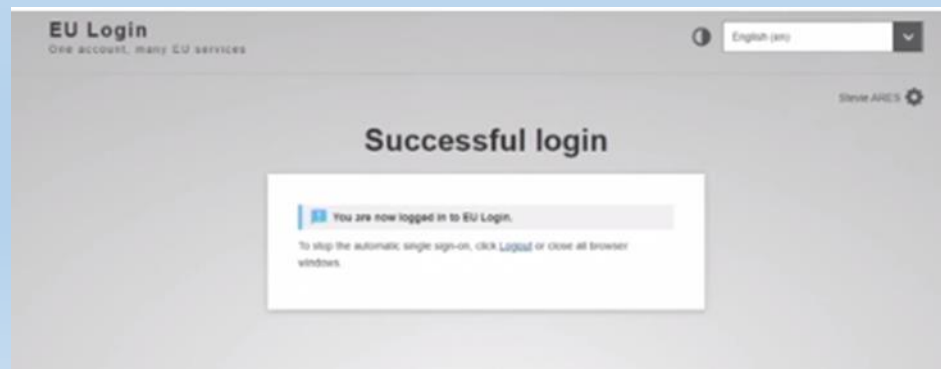 EU Login
One account, many EU services
English (en)
Stevie ARES
Successful login
You are now logged in to EU Login.
To stop the automatic single sign-on, click Logout or close all browser
windows.